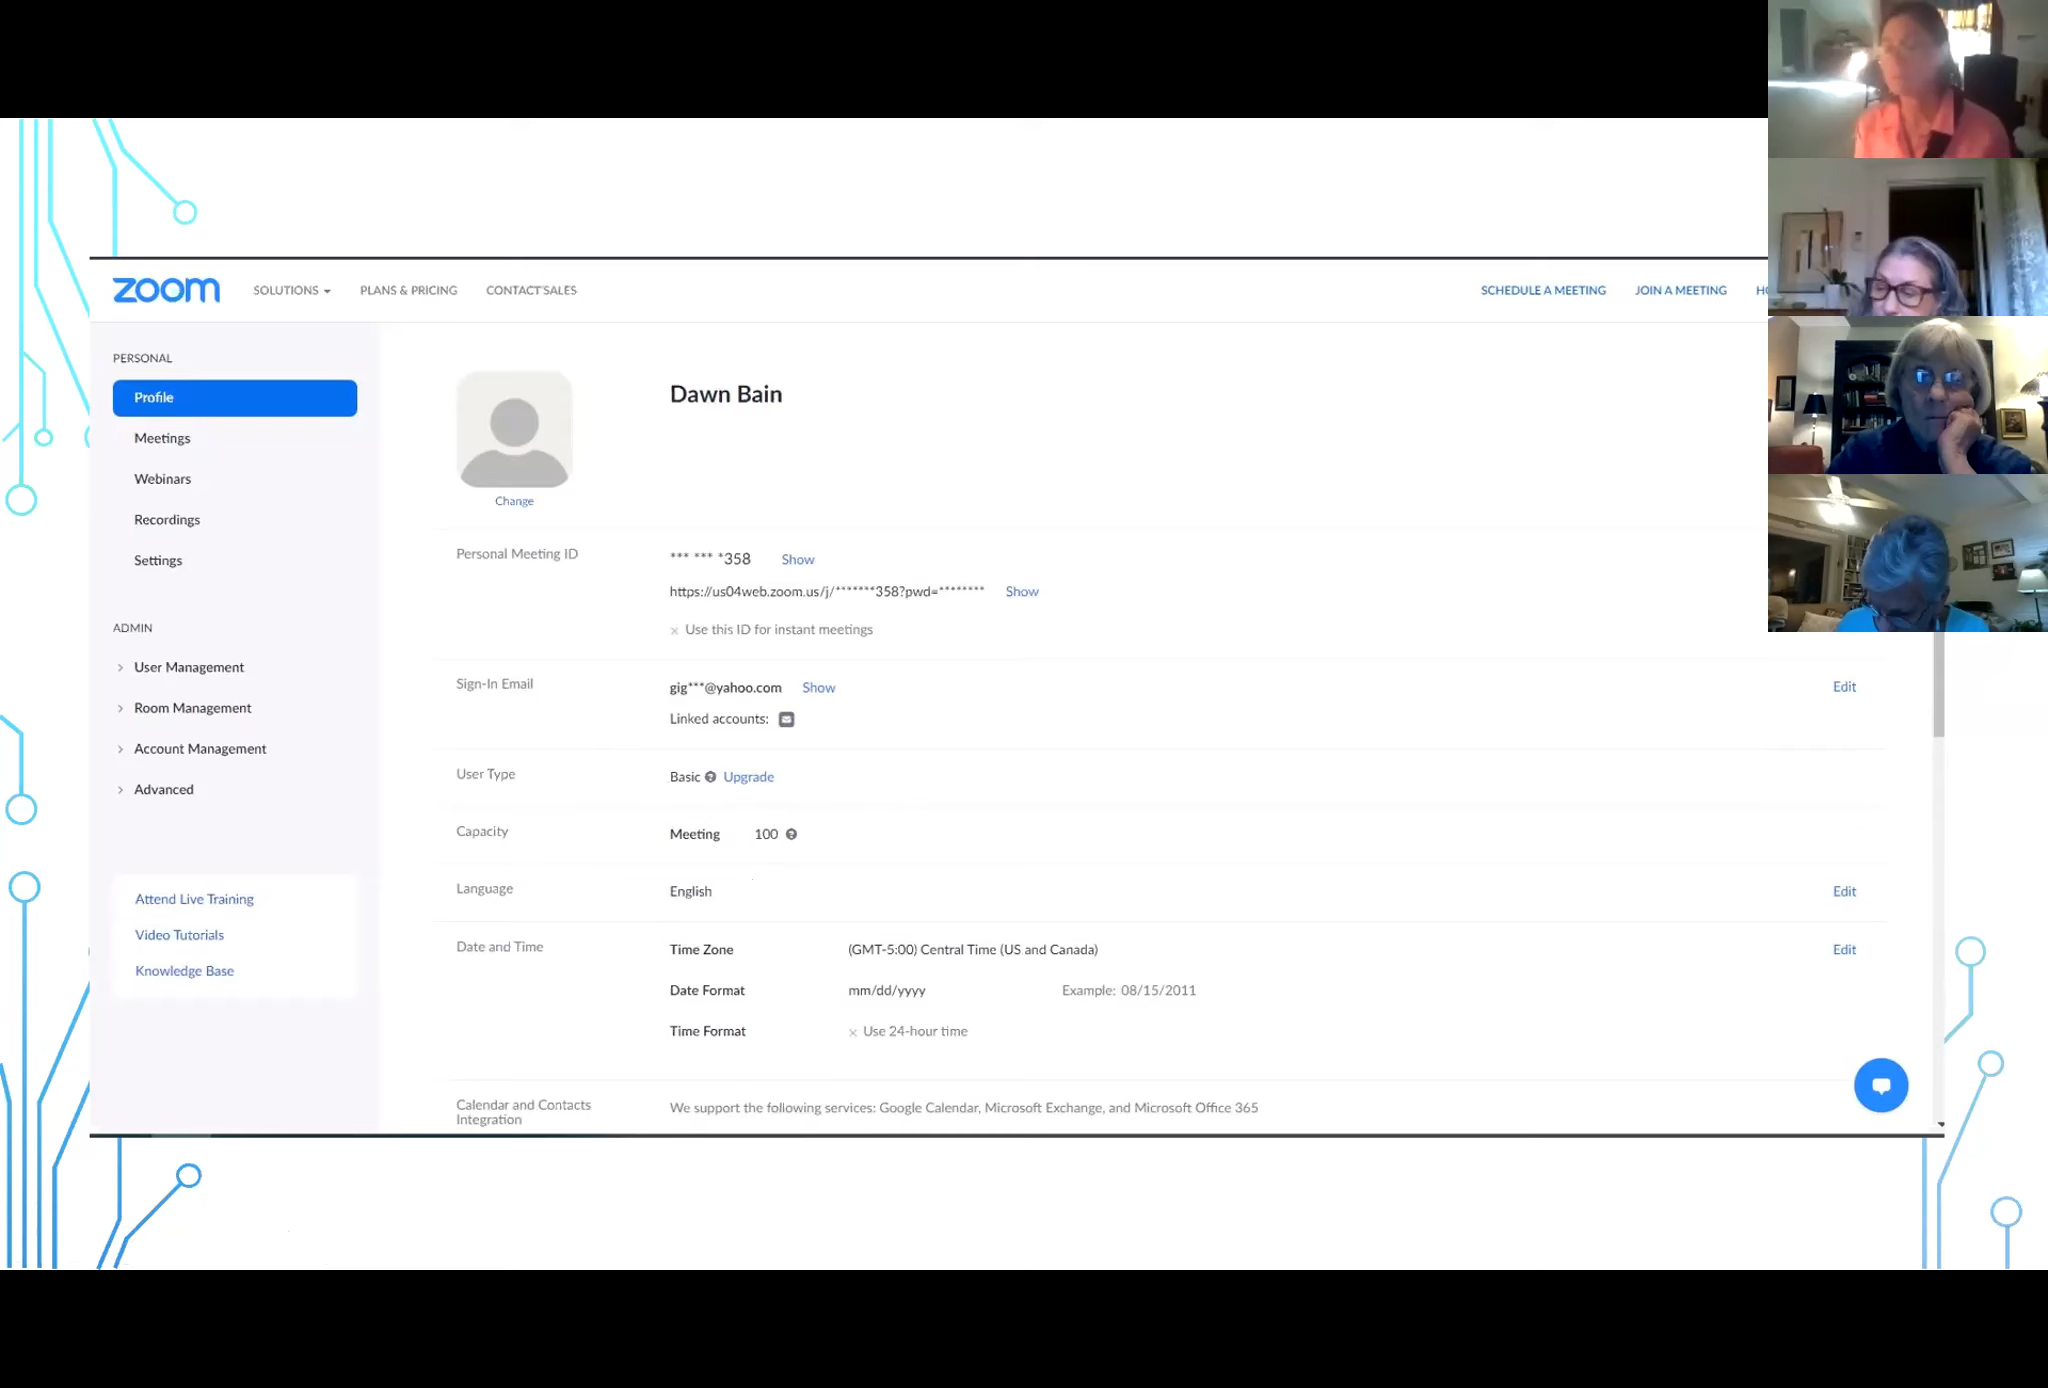 zoom SOLUTIONS PLANS & PRICING CONTACT SALES SCHEDULE A MEETING JOIN A MEETING
PERSONAL
Profile
Meetings
Webinars
Recordings
Settings
ADMIN
User Management
Room Management
Account Management
Advanced
Attend Live Training
Video Tutorials
Knowledge Base
Dawn Bain
Change
Personal Meeting ID *** *** *358 Show
https://us04web.zoom.us/j/*******358?pwd=******** Show
× Use this ID for instant meetings
Sign-In Email gig***@yahoo.com Show Edit
Linked accounts:
User Type Basic Upgrade
Capacity Meeting 100
Language English Edit
Date and Time Time Zone (GMT-5:00) Central Time (US and Canada) Edit
Date Format mm/dd/yyyy Example: 08/15/2011
Time Format × Use 24-hour time
Calendar and Contacts Integration We support the following services: Google Calendar, Microsoft Exchange, and Microsoft Office 365